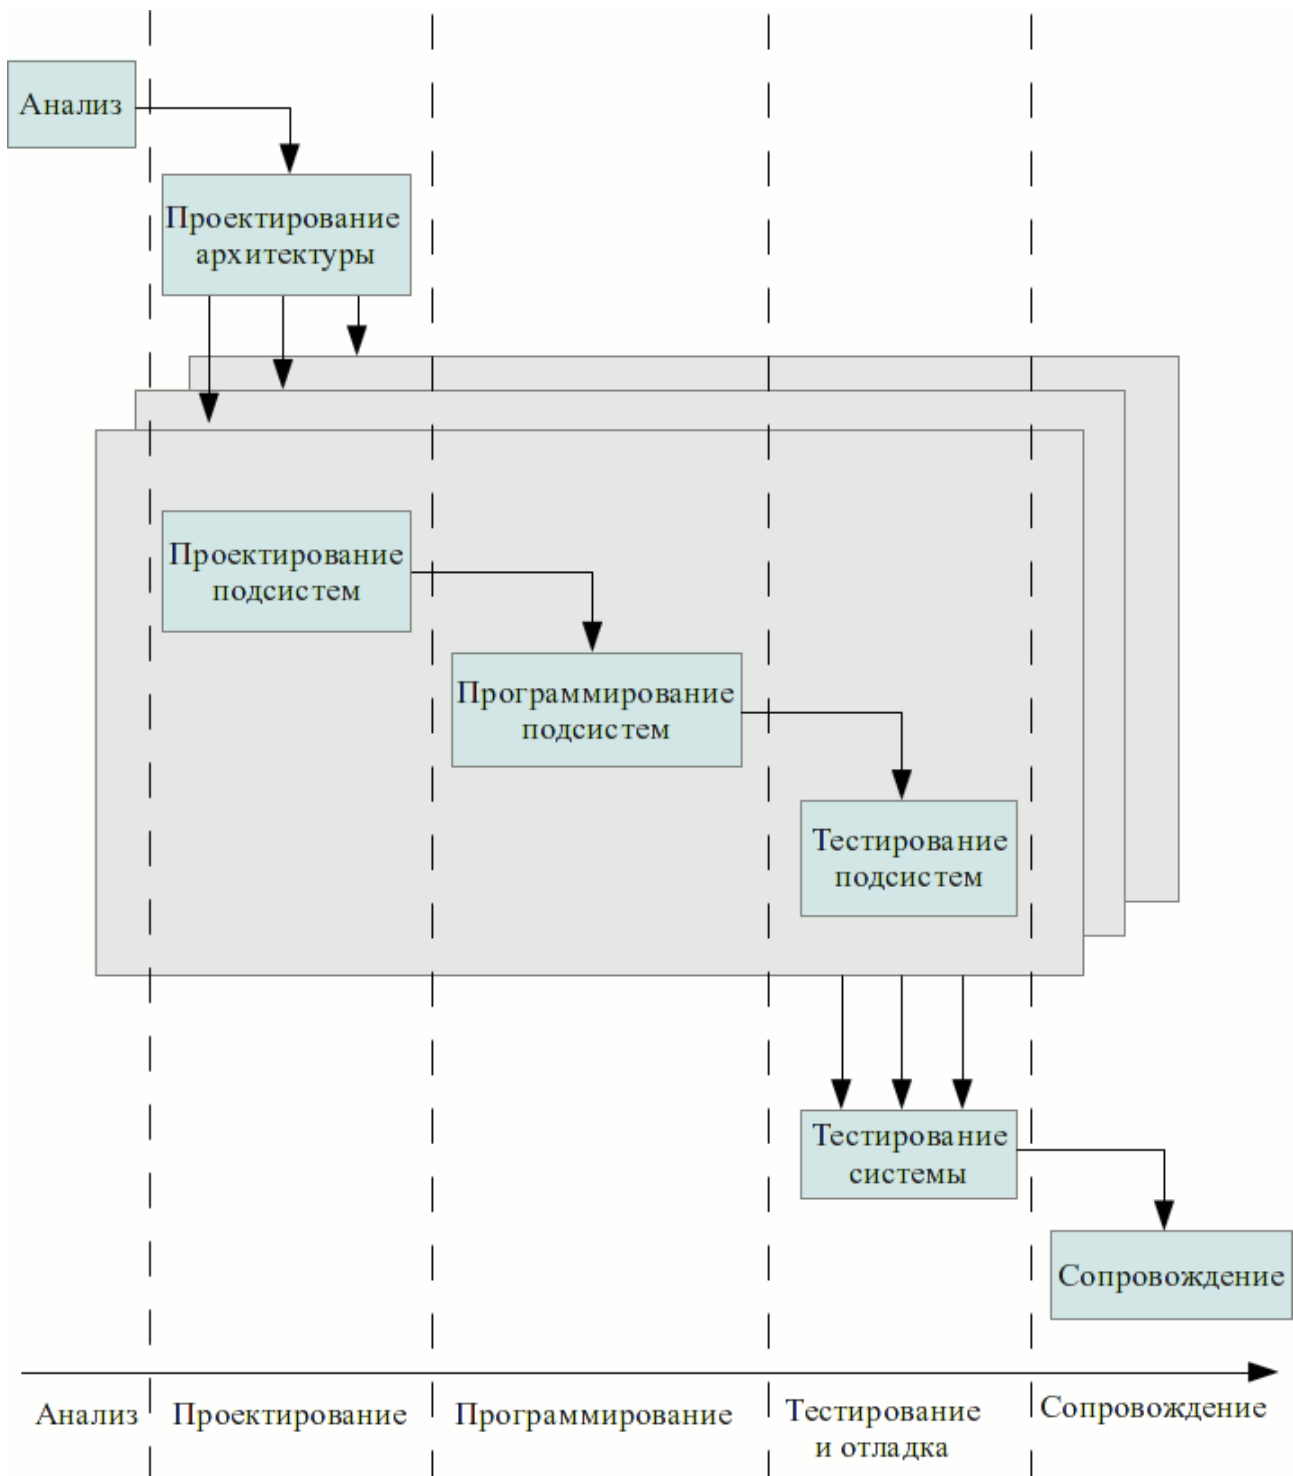 Анализ
Проектирование
архитектуры
Проектирование
подсистем
Программирование
подсистем
Тестирование
подсистем
Тестирование
системы
Сопровождение
Анализ
Проектирование
Программирование
Тестирование
и отладка
Сопровождение